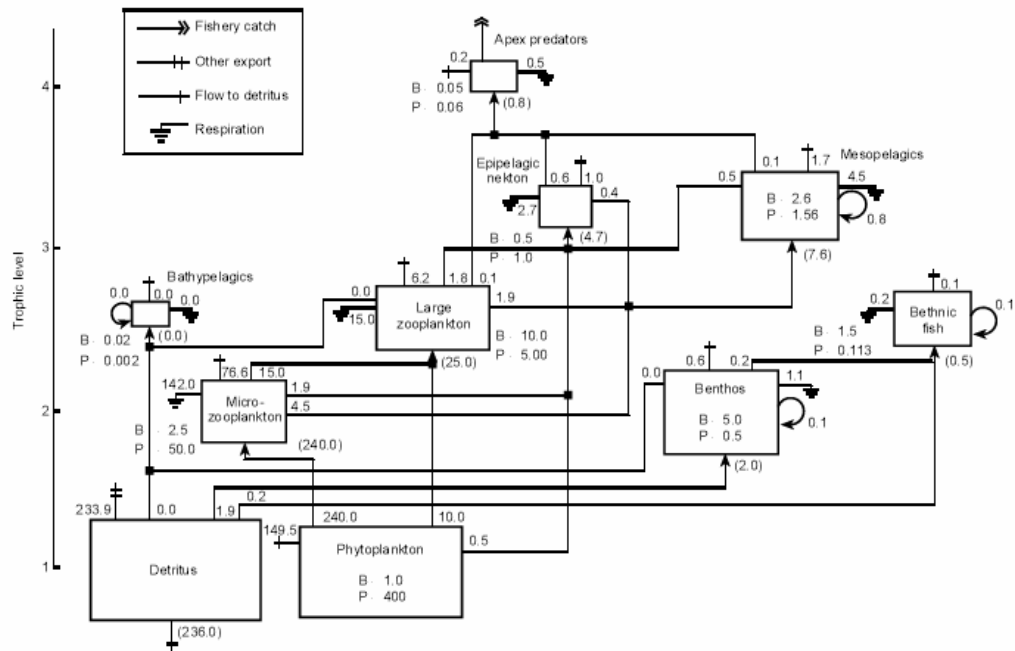 Fishery catch
Other export
Flow to detritus
Respiration
Trophic level
4
3
2
1
Apex predators
0.2
0.5
B · 0.05
P · 0.06
(0.8)
Epipelagic
nekton
0.6
1.0
0.4
2.7
B · 0.5
P · 1.0
(4.7)
Mesopelagics
0.5
0.1
1.7
4.5
B · 2.6
P · 1.56
0.8
(7.6)
Bathypelagics
0.0
0.0
0.0
B · 0.02
P · 0.002
(0.0)
0.0
6.2
1.8
0.1
1.9
15.0
Large
zooplankton
B · 10.0
P · 5.00
(25.0)
0.1
0.2
0.1
Bethnic
fish
B · 1.5
P · 0.113
(0.5)
142.0
76.6
15.0
1.9
4.5
Micro-
zooplankton
B · 2.5
P · 50.0
(240.0)
0.0
0.6
0.2
1.1
Benthos
B · 5.0
P · 0.5
0.1
(2.0)
233.9
0.0
1.9
0.2
Detritus
(236.0)
149.5
240.0
10.0
0.5
Phytoplankton
B · 1.0
P · 400